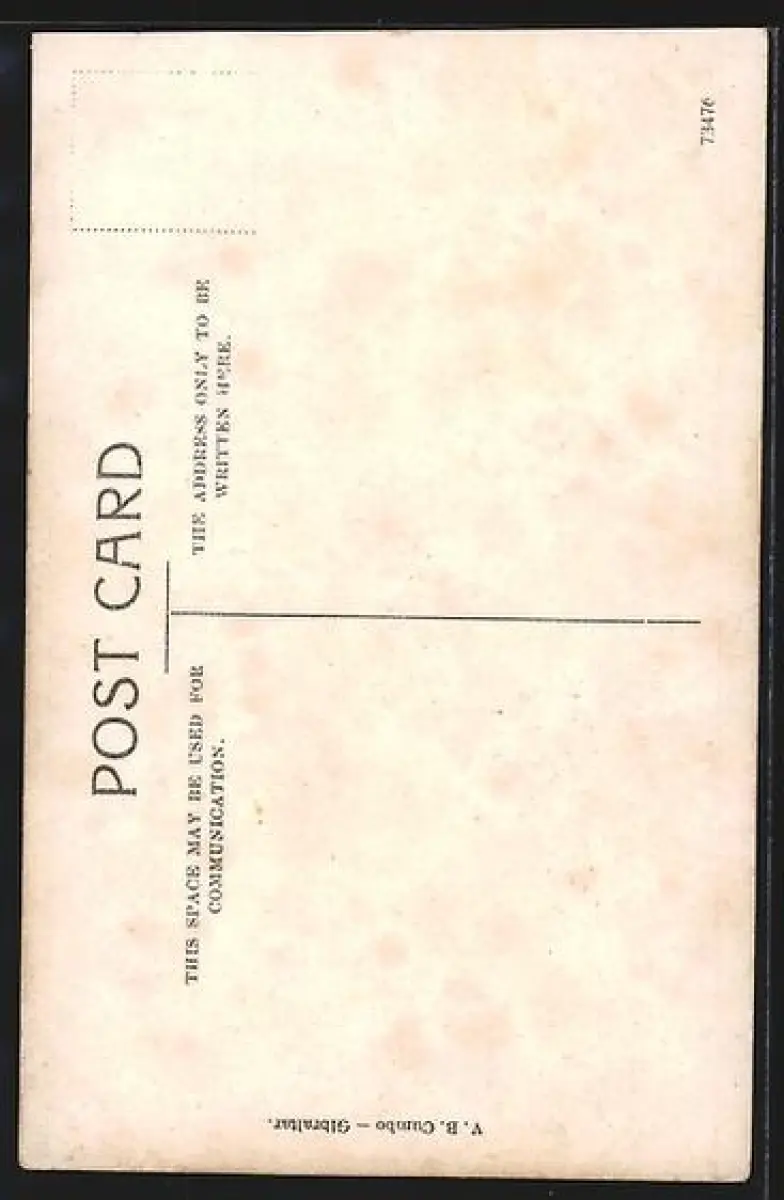 POST CARD
THIS SPACE MAY BE USED FOR
COMMUNICATION.
THE ADDRESS ONLY TO BE
WRITTEN HERE.
V. B. Cumbo – Gibraltar.
73476